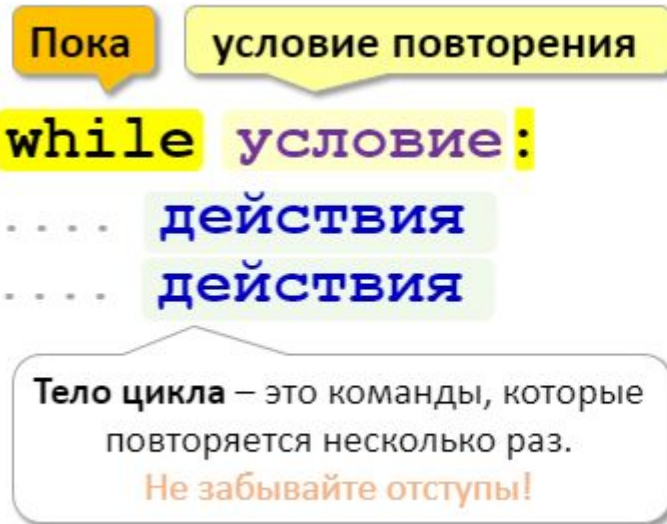 Пока
условие повторения
while условие:
.... действия
.... действия
Тело цикла – это команды, которые
повторяется несколько раз.
Не забывайте отступы!